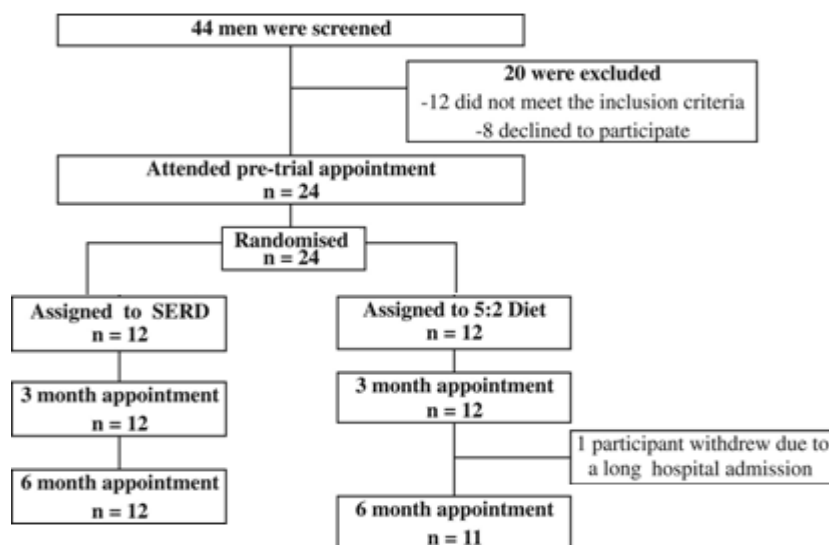 44 men were screened
20 were excluded
-12 did not meet the inclusion criteria
-8 declined to participate
Attended pre-trial appointment
n = 24
Randomised
n = 24
Assigned to SERD
n = 12
Assigned to 5:2 Diet
n = 12
3 month appointment
n = 12
3 month appointment
n = 12
1 participant withdrew due to
a long hospital admission
6 month appointment
n = 12
6 month appointment
n = 11